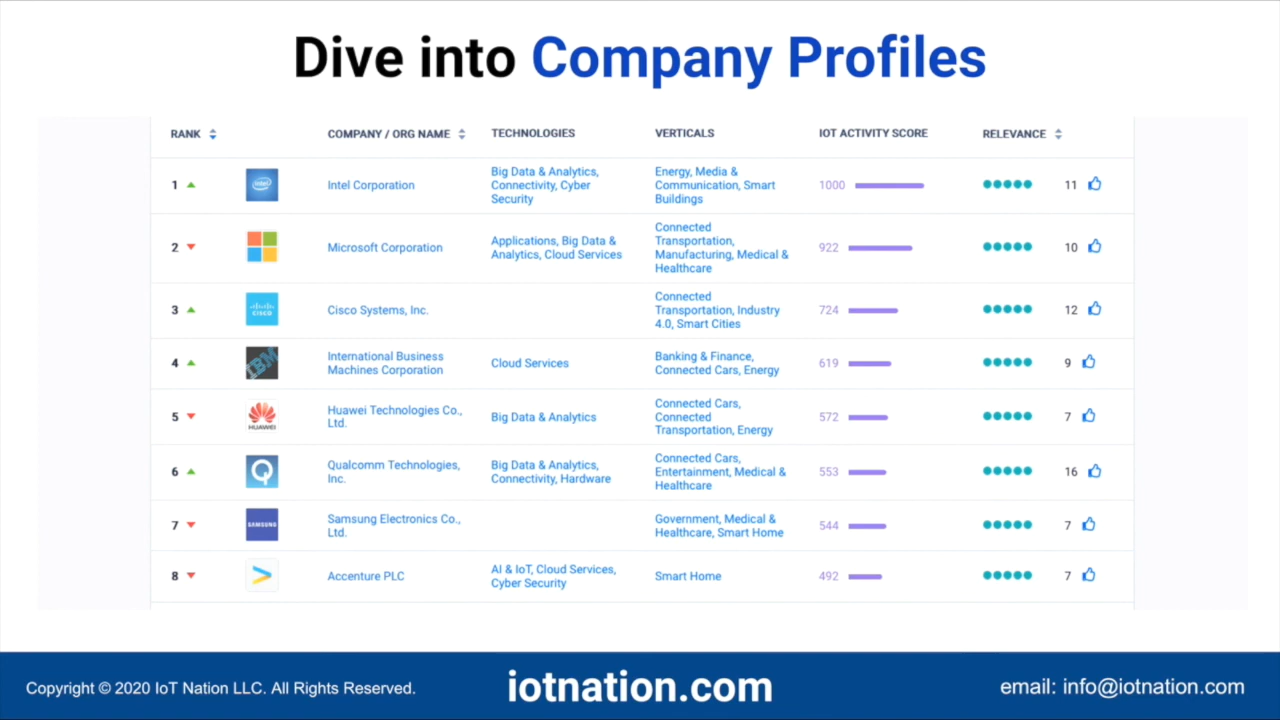 Dive into Company Profiles
RANK COMPANY / ORG NAME TECHNOLOGIES VERTICALS IOT ACTIVITY SCORE RELEVANCE
1 intel Intel Corporation Big Data & Analytics, Connectivity, Cyber Security Energy, Media & Communication, Smart Buildings 1000 11
2 Microsoft Corporation Applications, Big Data & Analytics, Cloud Services Connected Transportation, Manufacturing, Medical & Healthcare 922 10
3 CISCO Cisco Systems, Inc. Connected Transportation, Industry 4.0, Smart Cities 724 12
4 IBM International Business Machines Corporation Cloud Services Banking & Finance, Connected Cars, Energy 619 9
5 HUAWEI Huawei Technologies Co., Ltd. Big Data & Analytics Connected Cars, Connected Transportation, Energy 572 7
6 Qualcomm Technologies, Inc. Big Data & Analytics, Connectivity, Hardware Connected Cars, Entertainment, Medical & Healthcare 553 16
7 SAMSUNG Samsung Electronics Co., Ltd. Government, Medical & Healthcare, Smart Home 544 7
8 Accenture PLC AI & IoT, Cloud Services, Cyber Security Smart Home 492 7
Copyright © 2020 IoT Nation LLC. All Rights Reserved.
iotnation.com
email: info@iotnation.com